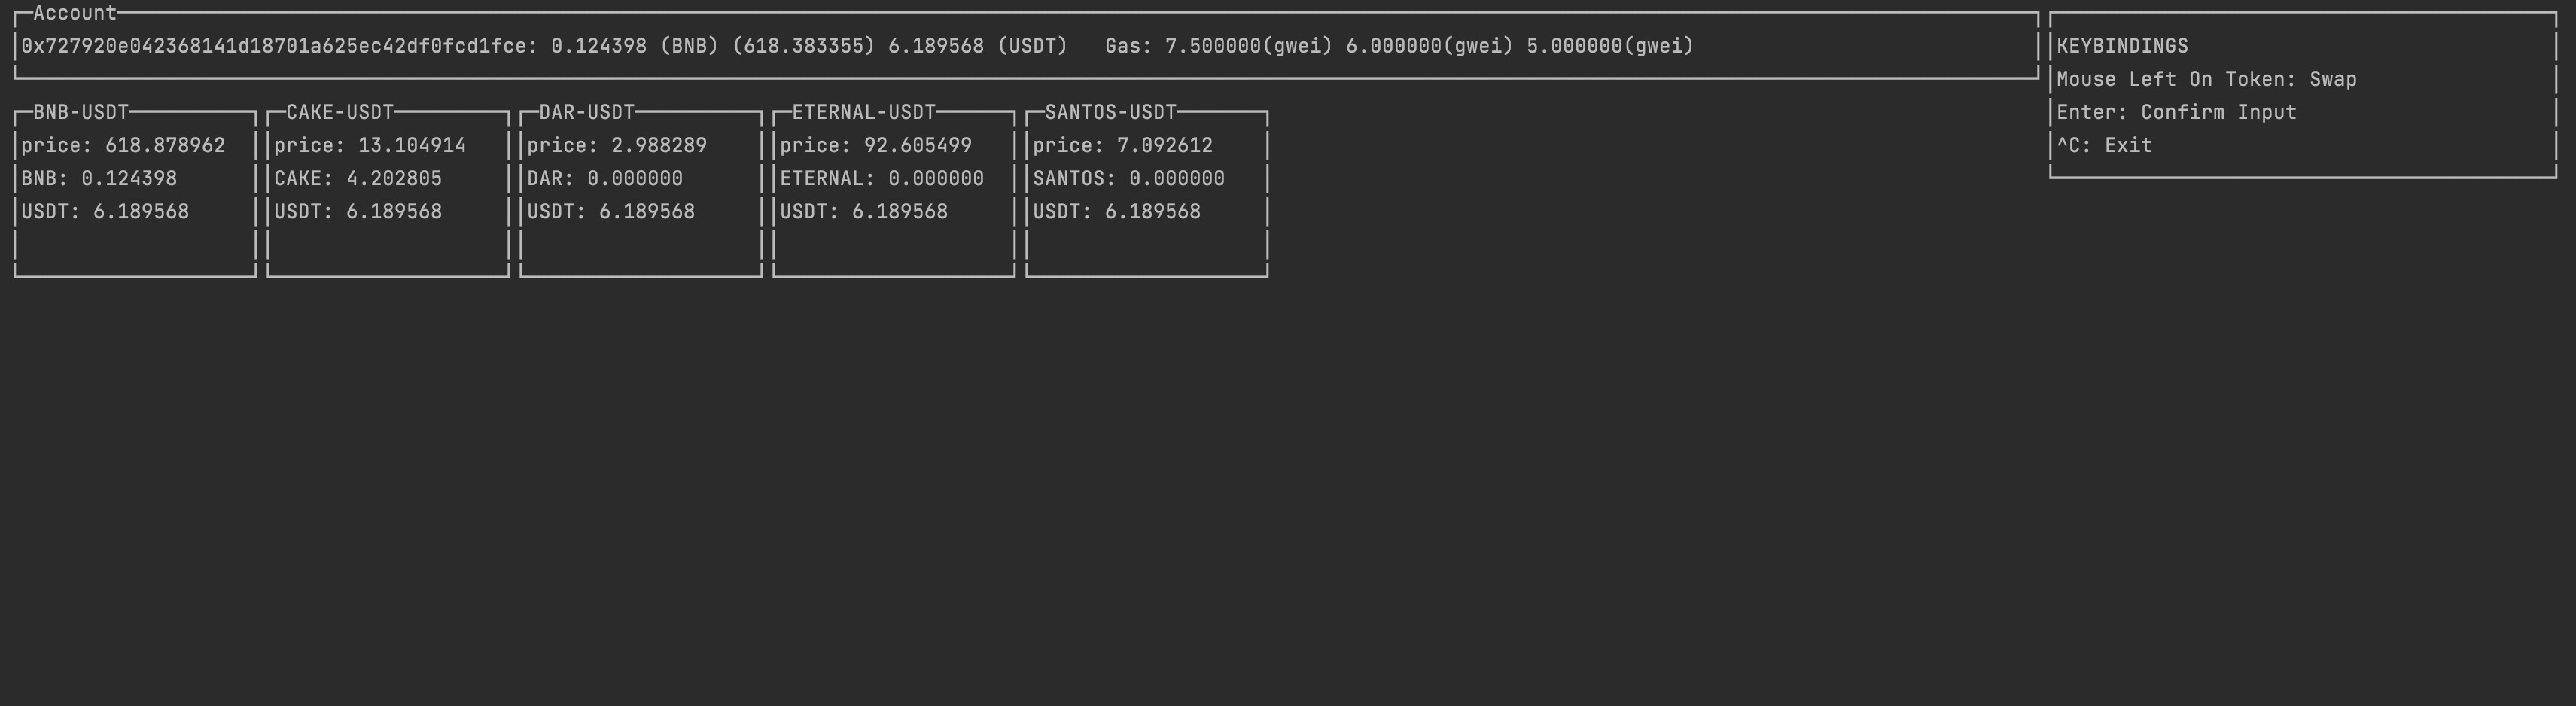 Account
0x727920e042368141d18701a625ec42df0fcd1fce: 0.124398 (BNB) (618.383355) 6.189568 (USDT) Gas: 7.500000(gwei) 6.000000(gwei) 5.000000(gwei)
KEYBINDINGS
Mouse Left On Token: Swap
Enter: Confirm Input
^C: Exit
BNB-USDT
price: 618.878962
BNB: 0.124398
USDT: 6.189568
CAKE-USDT
price: 13.104914
CAKE: 4.202805
USDT: 6.189568
DAR-USDT
price: 2.988289
DAR: 0.000000
USDT: 6.189568
ETERNAL-USDT
price: 92.605499
ETERNAL: 0.000000
USDT: 6.189568
SANTOS-USDT
price: 7.092612
SANTOS: 0.000000
USDT: 6.189568